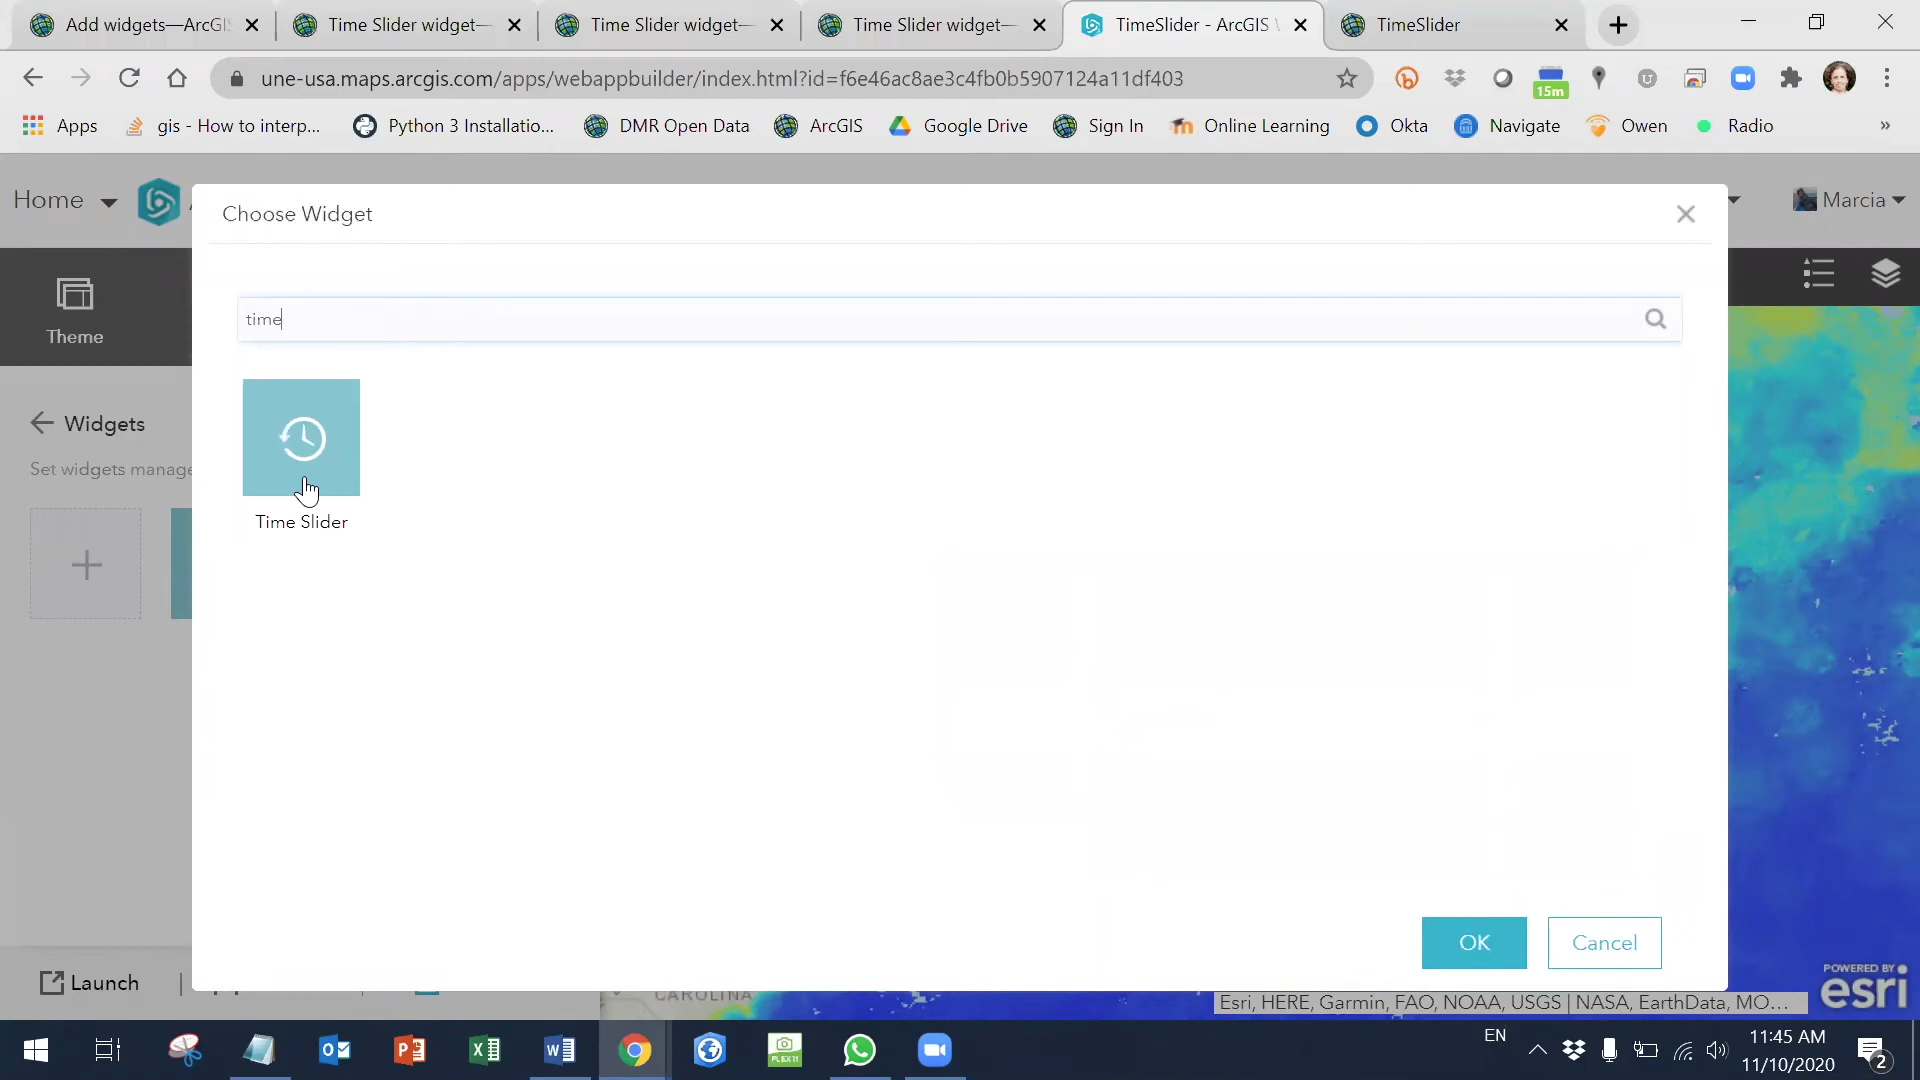 Add widgets—ArcGI
Time Slider widget—
Time Slider widget—
Time Slider widget—
TimeSlider - ArcGIS
TimeSlider
une-usa.maps.arcgis.com/apps/webappbuilder/index.html?id=f6e46ac8ae3c4fb0b5907124a11df403
15m
Apps
gis - How to interp...
Python 3 Installatio...
DMR Open Data
ArcGIS
Google Drive
Sign In
Online Learning
Okta
Navigate
Owen
Radio
»
Home
Marcia
Choose Widget
Theme
time
Widgets
Set widgets manage
Time Slider
OK
Cancel
Launch
CAROLINA
Esri, HERE, Garmin, FAO, NOAA, USGS | NASA, EarthData, MO...
POWERED BY
esri
EN
11:45 AM
11/10/2020
2